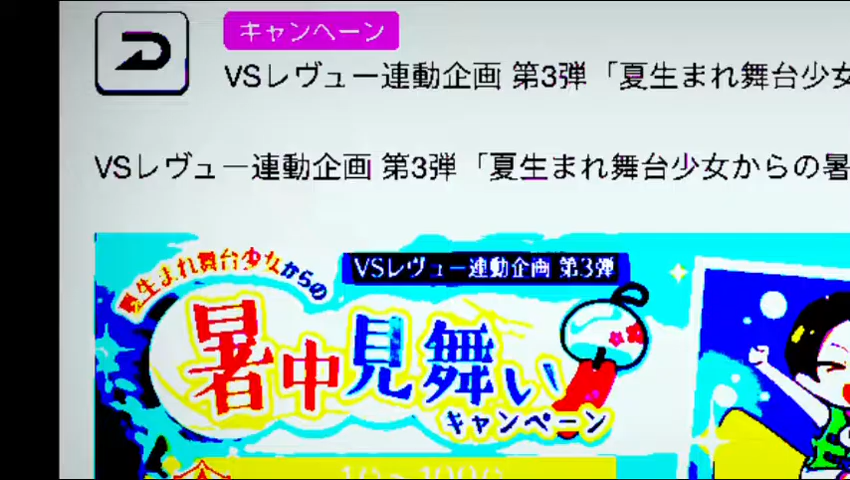 キャンペーン
VSレヴュー連動企画 第3弾「夏生まれ舞台少女
VSレヴュー連動企画 第3弾「夏生まれ舞台少女からの暑
夏生まれ舞台少女からの
VSレヴュー連動企画 第3弾
暑中見舞い
キャンペーン